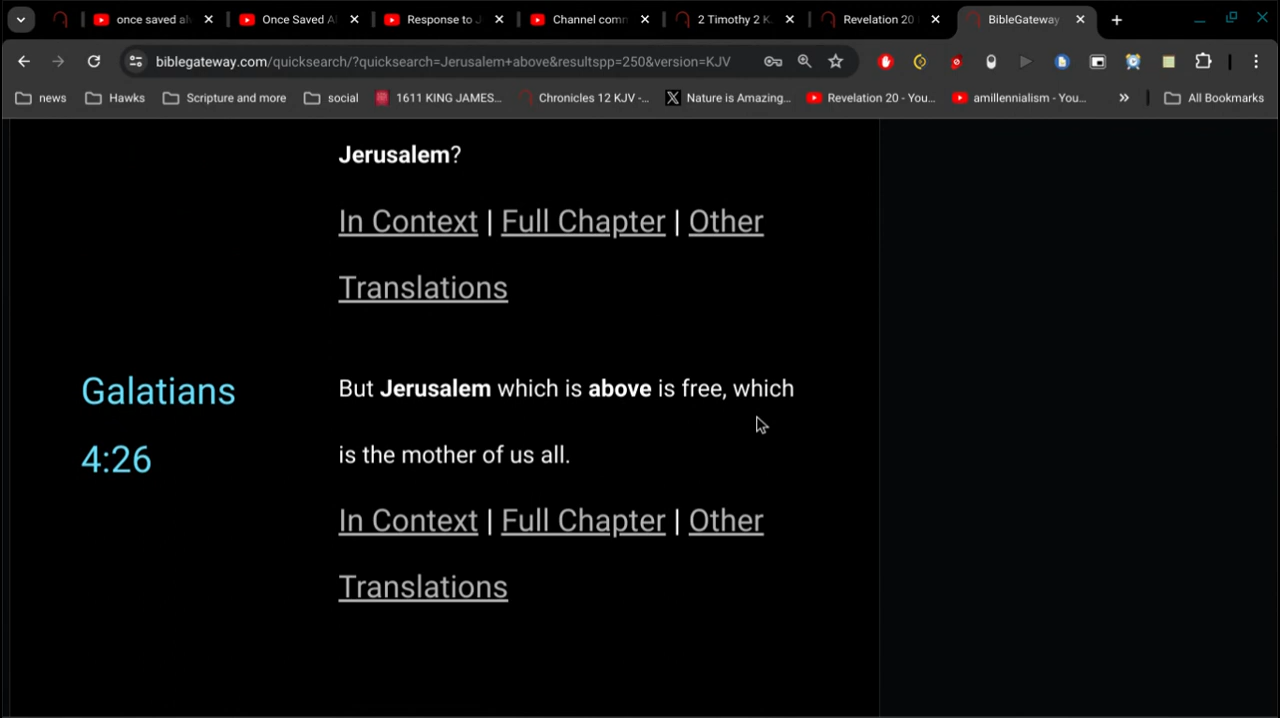 once saved al
Once Saved Al
Response to J
Channel comm
2 Timothy 2 K
Revelation 20
BibleGateway
biblegateway.com/quicksearch/?quicksearch=Jerusalem+above&resultspp=250&version=KJV
news
Hawks
Scripture and more
social
1611 KING JAMES...
Chronicles 12 KJV -...
Nature is Amazing...
Revelation 20 - You...
amillennialism - You...
All Bookmarks
Jerusalem?
In Context | Full Chapter | Other
Translations
Galatians
4:26
But Jerusalem which is above is free, which
is the mother of us all.
In Context | Full Chapter | Other
Translations